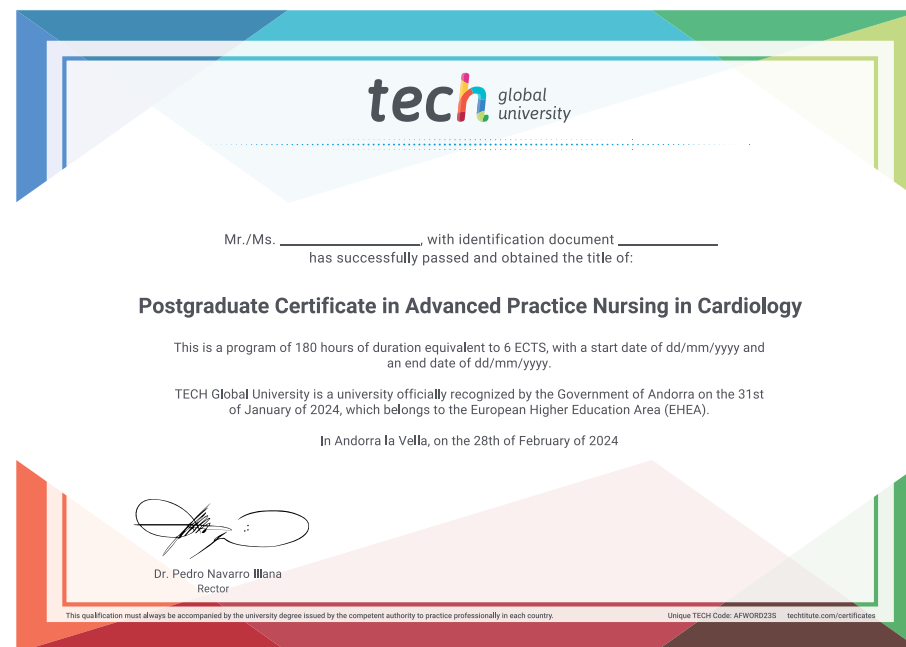 tech global
university
Mr./Ms. ____________, with identification document ____________
has successfully passed and obtained the title of:
Postgraduate Certificate in Advanced Practice Nursing in Cardiology
This is a program of 180 hours of duration equivalent to 6 ECTS, with a start date of dd/mm/yyyy and
an end date of dd/mm/yyyy.
TECH Global University is a university officially recognized by the Government of Andorra on the 31st
of January of 2024, which belongs to the European Higher Education Area (EHEA).
In Andorra la Vella, on the 28th of February of 2024
Dr. Pedro Navarro Illana
Rector
This qualification must always be accompanied by the university degree issued by the competent authority to practice professionally in each country.
Unique TECH Code: AFWORD23S techtitute.com/certificates